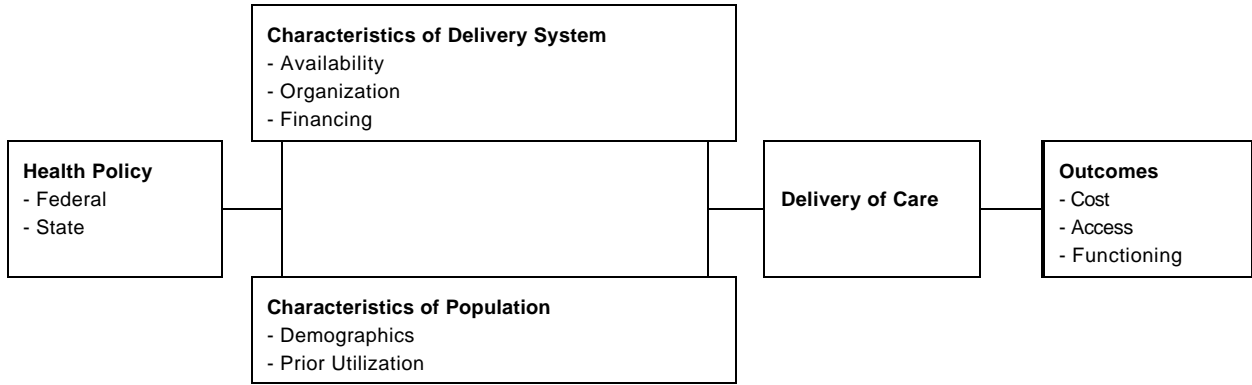 Characteristics of Delivery System
- Availability
- Organization
- Financing
Health Policy
- Federal
- State
Delivery of Care
Outcomes
- Cost
- Access
- Functioning
Characteristics of Population
- Demographics
- Prior Utilization